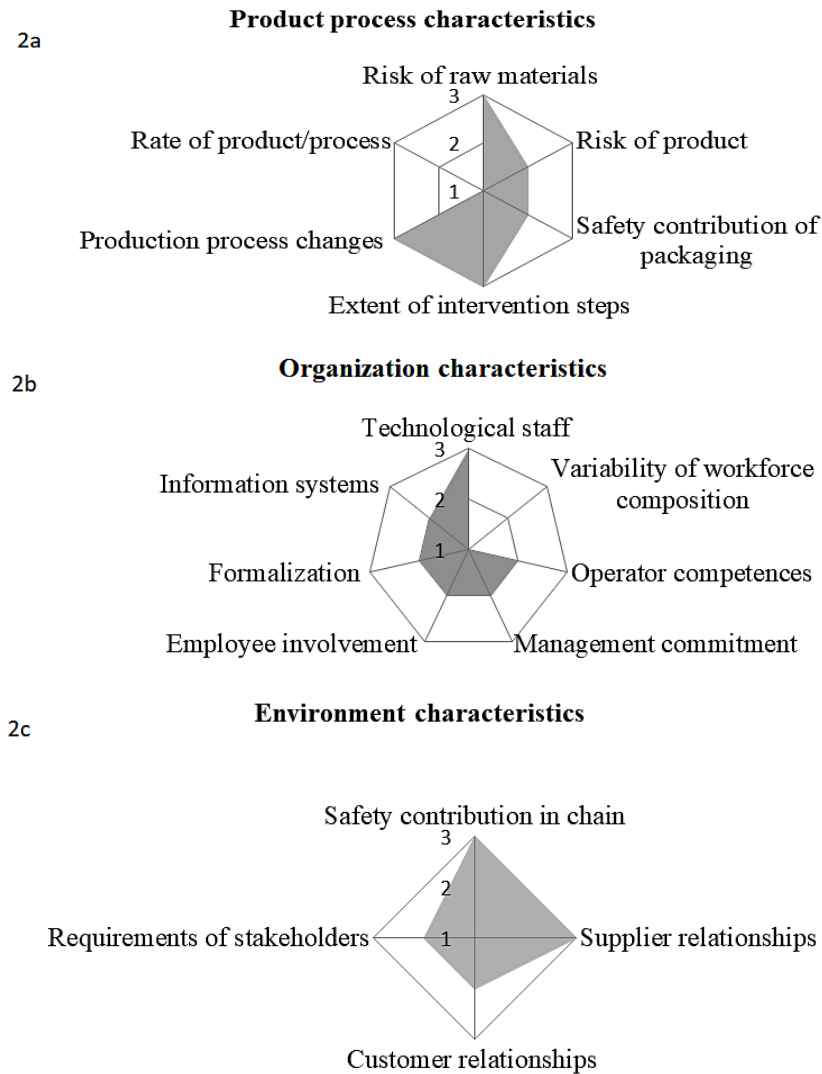 Product process characteristics
2a
Risk of raw materials
3
Rate of product/process
2
Risk of product
1
Production process changes
Safety contribution of
packaging
Extent of intervention steps
Organization characteristics
2b
Technological staff
3
Variability of workforce
composition
Information systems
2
1
Formalization
Operator competences
Employee involvement
Management commitment
Environment characteristics
2c
Safety contribution in chain
3
2
Requirements of stakeholders
1
Supplier relationships
Customer relationships